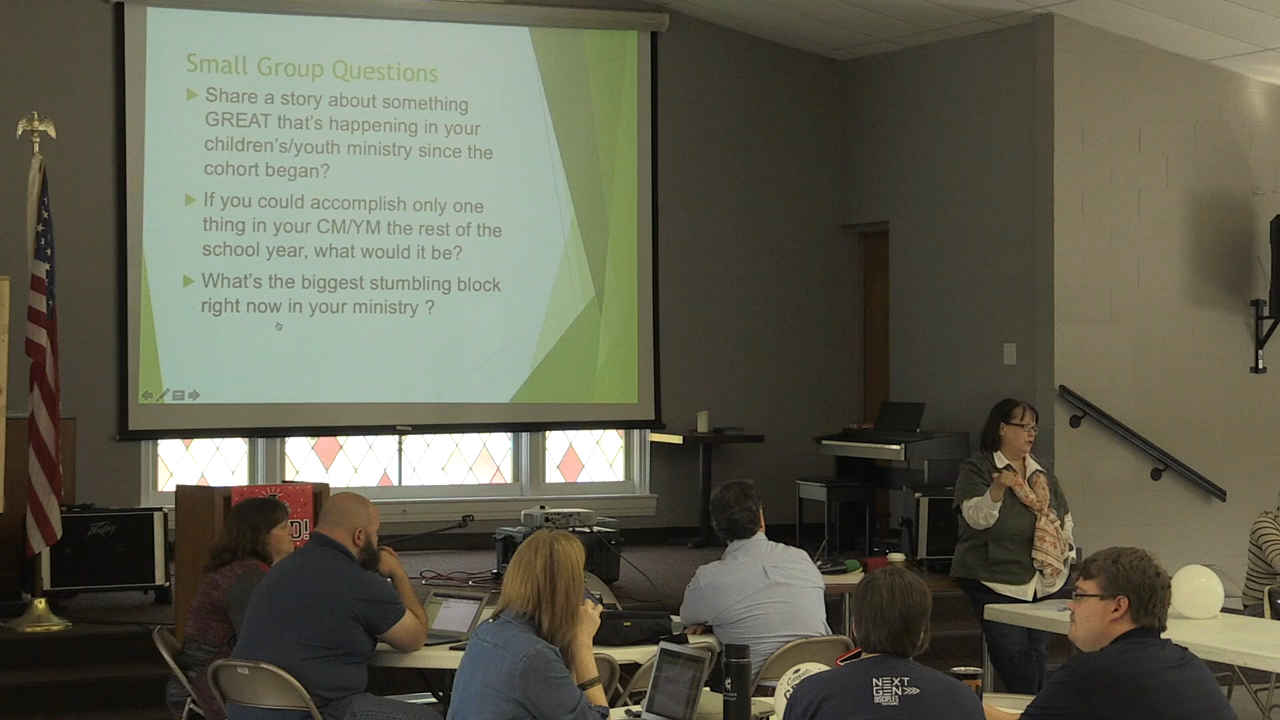 Small Group Questions
Share a story about something
GREAT that's happening in your
children's/youth ministry since the
cohort began?
If you could accomplish only one
thing in your CM/YM the rest of the
school year, what would it be?
What's the biggest stumbling block
right now in your ministry ?
D!
Peavey
NEXT
GEN
DISCIPLES